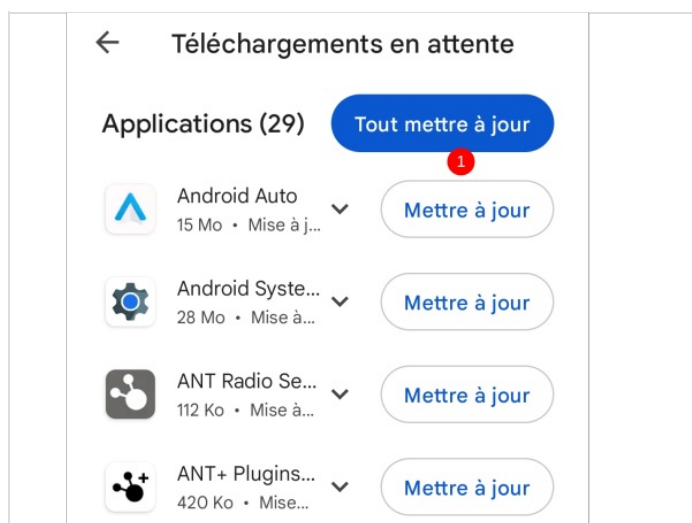 Téléchargements en attente
Applications (29)
Tout mettre à jour
1
Android Auto
15 Mo • Mise à j...
Mettre à jour
Android Syste...
28 Mo • Mise à...
Mettre à jour
ANT Radio Se...
112 Ko • Mise à...
Mettre à jour
ANT+ Plugins...
420 Ko • Mise...
Mettre à jour